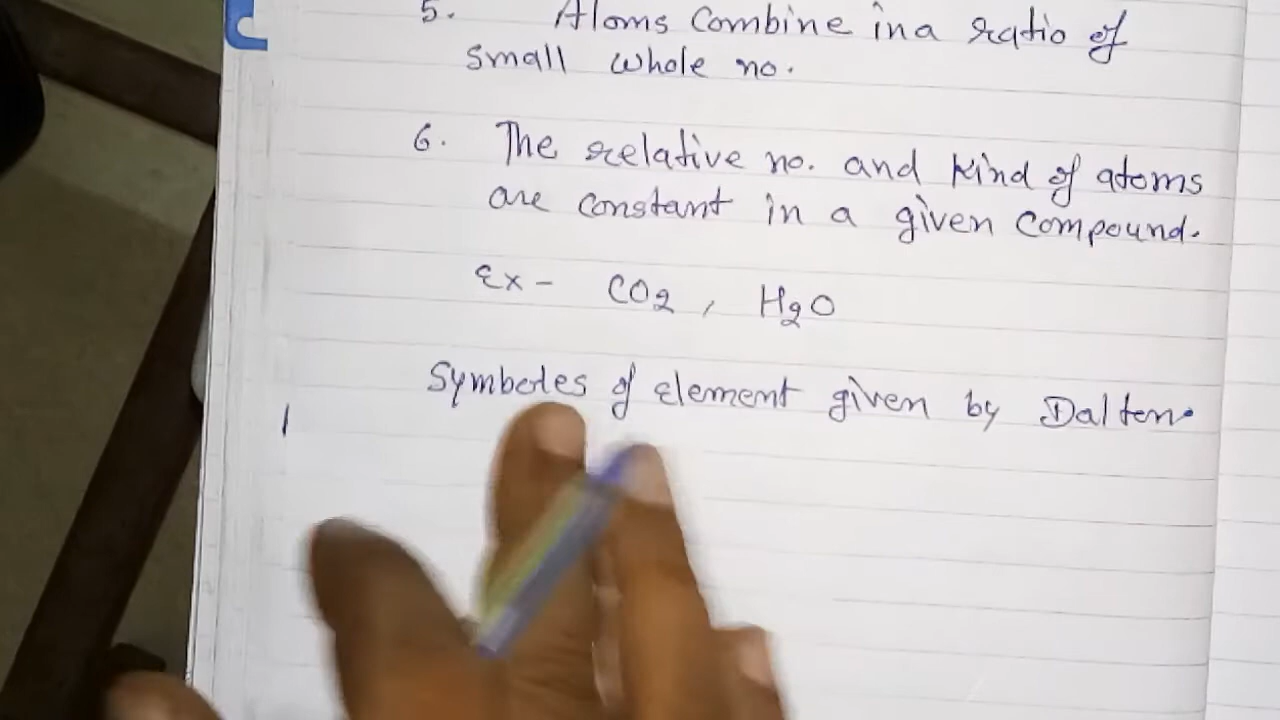 5. Atoms Combine in a ratio of
small whole no.
6. The relative no. and kind of atoms
are constant in a given compound.
Ex - CO2, H2O
Symboles of element given by Dalton.